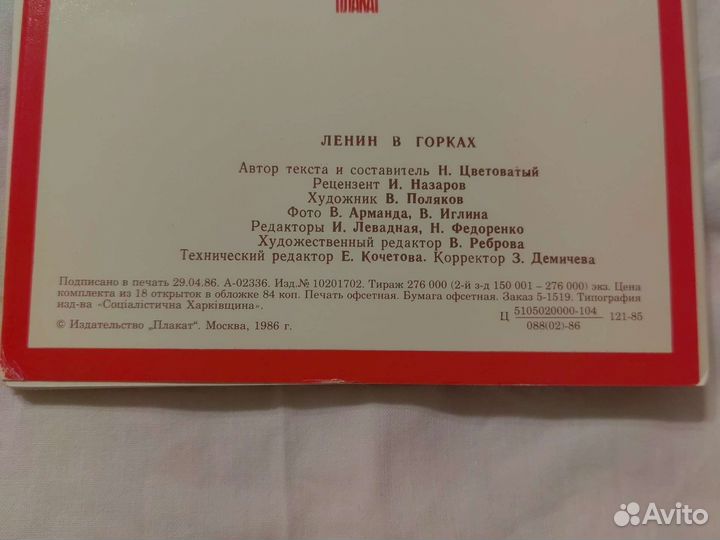 ПЛАКАТ
ЛЕНИН В ГОРКАХ
Автор текста и составитель Н. Цветоватый
Рецензент И. Назаров
Художник В. Поляков
Фото В. Арманда, В. Иглина
Редакторы И. Левадная, Н. Федоренко
Художественный редактор В. Реброва
Технический редактор Е. Кочетова. Корректор З. Демичева
Подписано в печать 29.04.86. А-02336. Изд.№ 10201702. Тираж 276 000 (2-й з-д 150 001 – 276 000) экз. Цена
комплекта из 18 открыток в обложке 84 коп. Печать офсетная. Бумага офсетная. Заказ 5-1519. Типография
изд-ва «Соціалістична Харківщина».
© Издательство „Плакат". Москва, 1986 г.
Ц 5105020000-104 121-85
088(02)-86
Avito